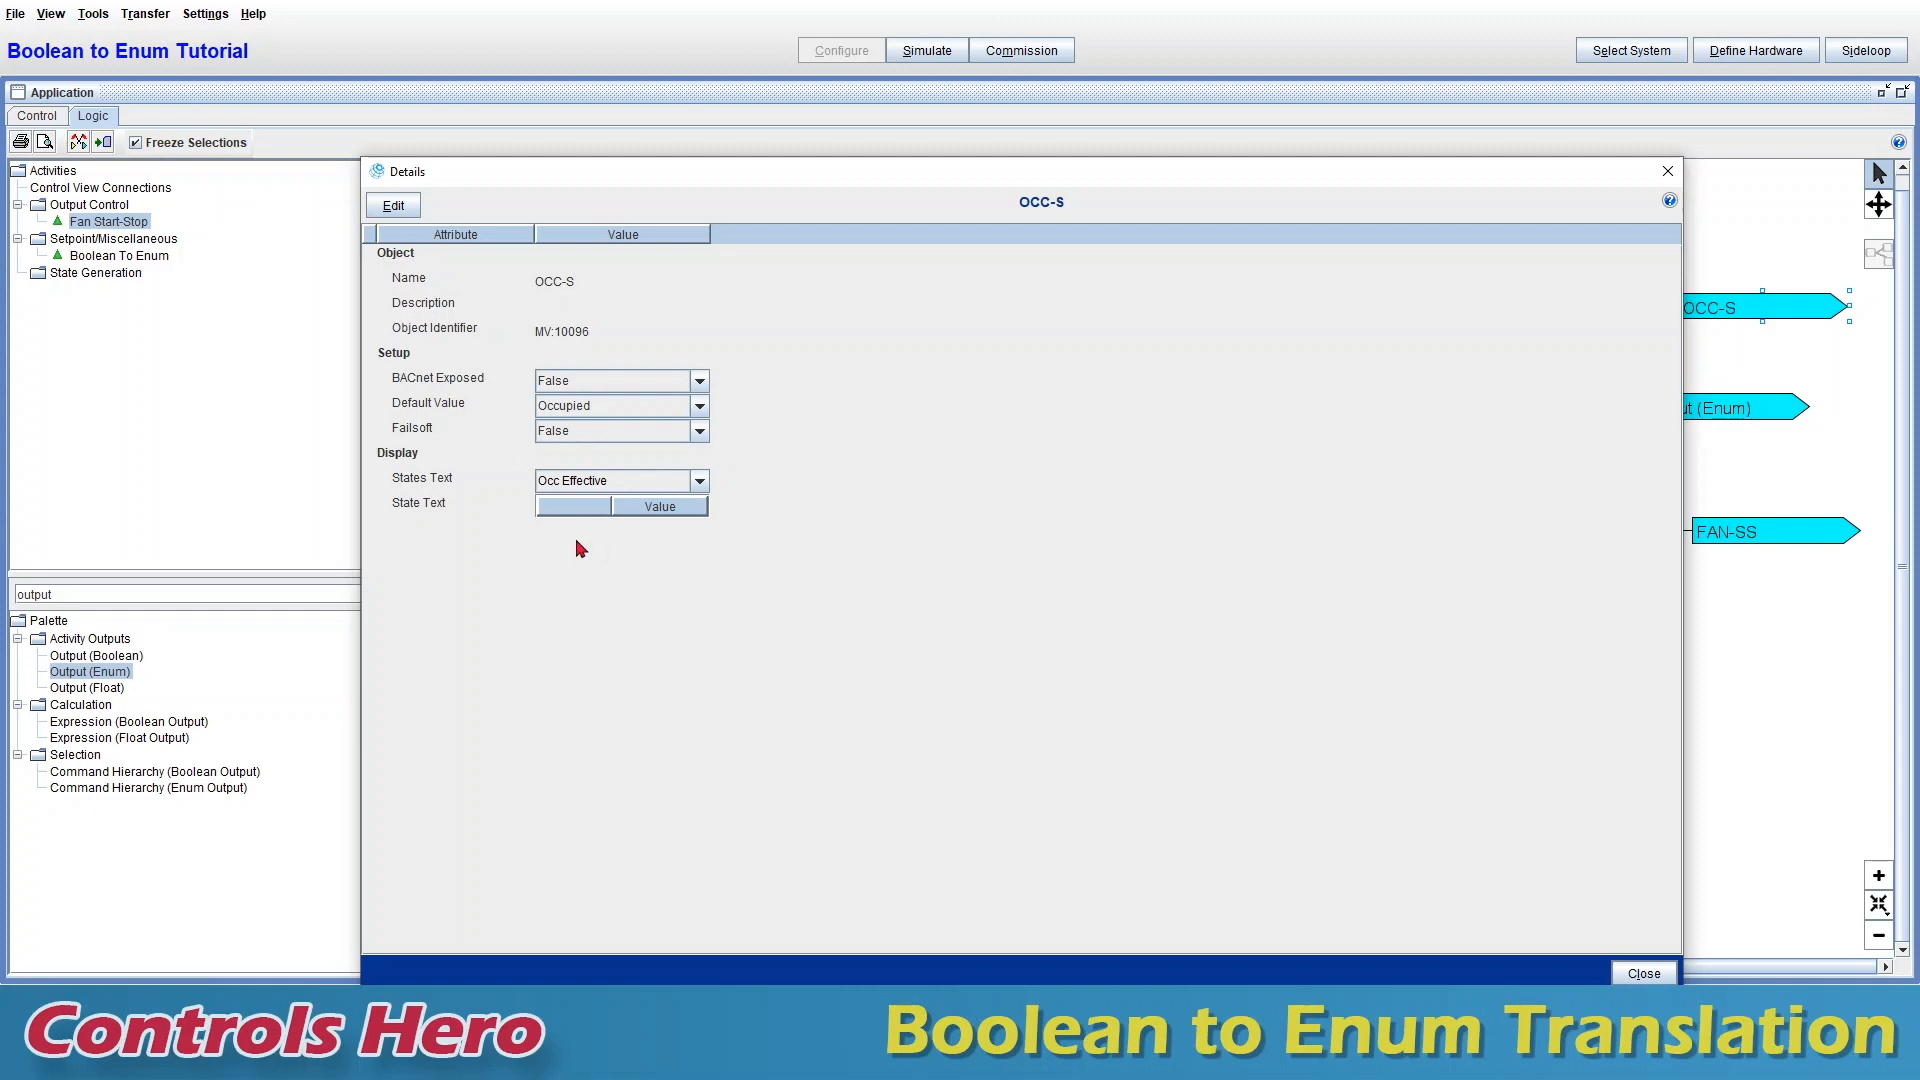 File View Tools Transfer Settings Help
Boolean to Enum Tutorial
Configure Simulate Commission
Select System Define Hardware Sideloop
Application
Control Logic
Freeze Selections
Activities
Control View Connections
Output Control
Fan Start-Stop
Setpoint/Miscellaneous
Boolean To Enum
State Generation
output
Palette
Activity Outputs
Output (Boolean)
Output (Enum)
Output (Float)
Calculation
Expression (Boolean Output)
Expression (Float Output)
Selection
Command Hierarchy (Boolean Output)
Command Hierarchy (Enum Output)
Details
Edit
OCC-S
Attribute Value
Object
Name OCC-S
Description
Object Identifier MV:10096
Setup
BACnet Exposed False
Default Value Occupied
Failsoft False
Display
States Text Occ Effective
State Text Value
Close
OCC-S
ut (Enum)
FAN-SS
Controls Hero
Boolean to Enum Translation